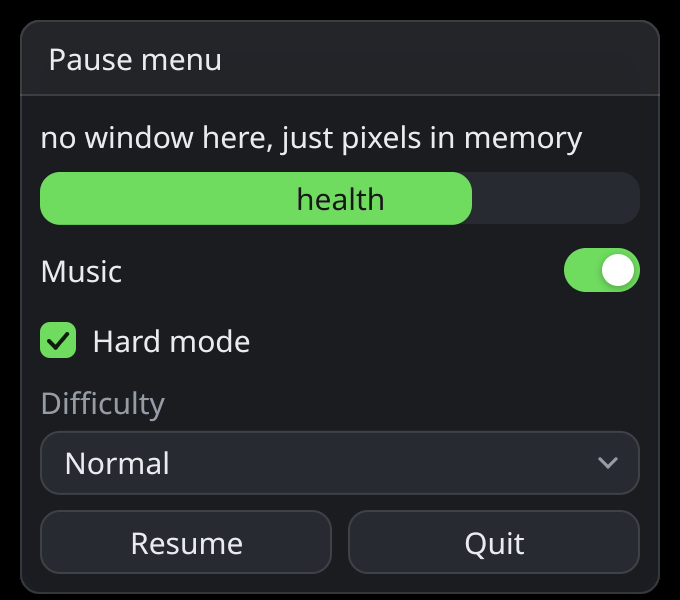 Pause menu
no window here, just pixels in memory
health
Music
Hard mode
Difficulty
Normal
Resume
Quit